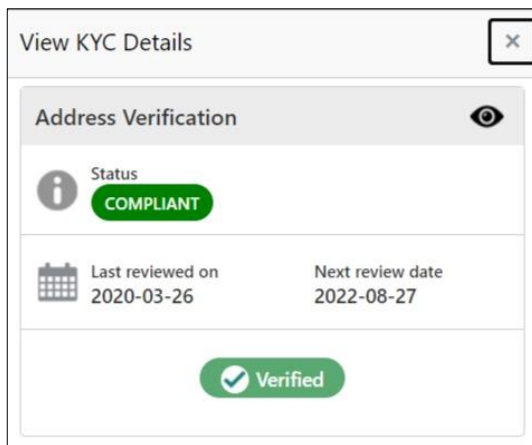 View KYC Details
×
Address Verification
Status
COMPLIANT
Last reviewed on
Next review date
2020-03-26
2022-08-27
Verified